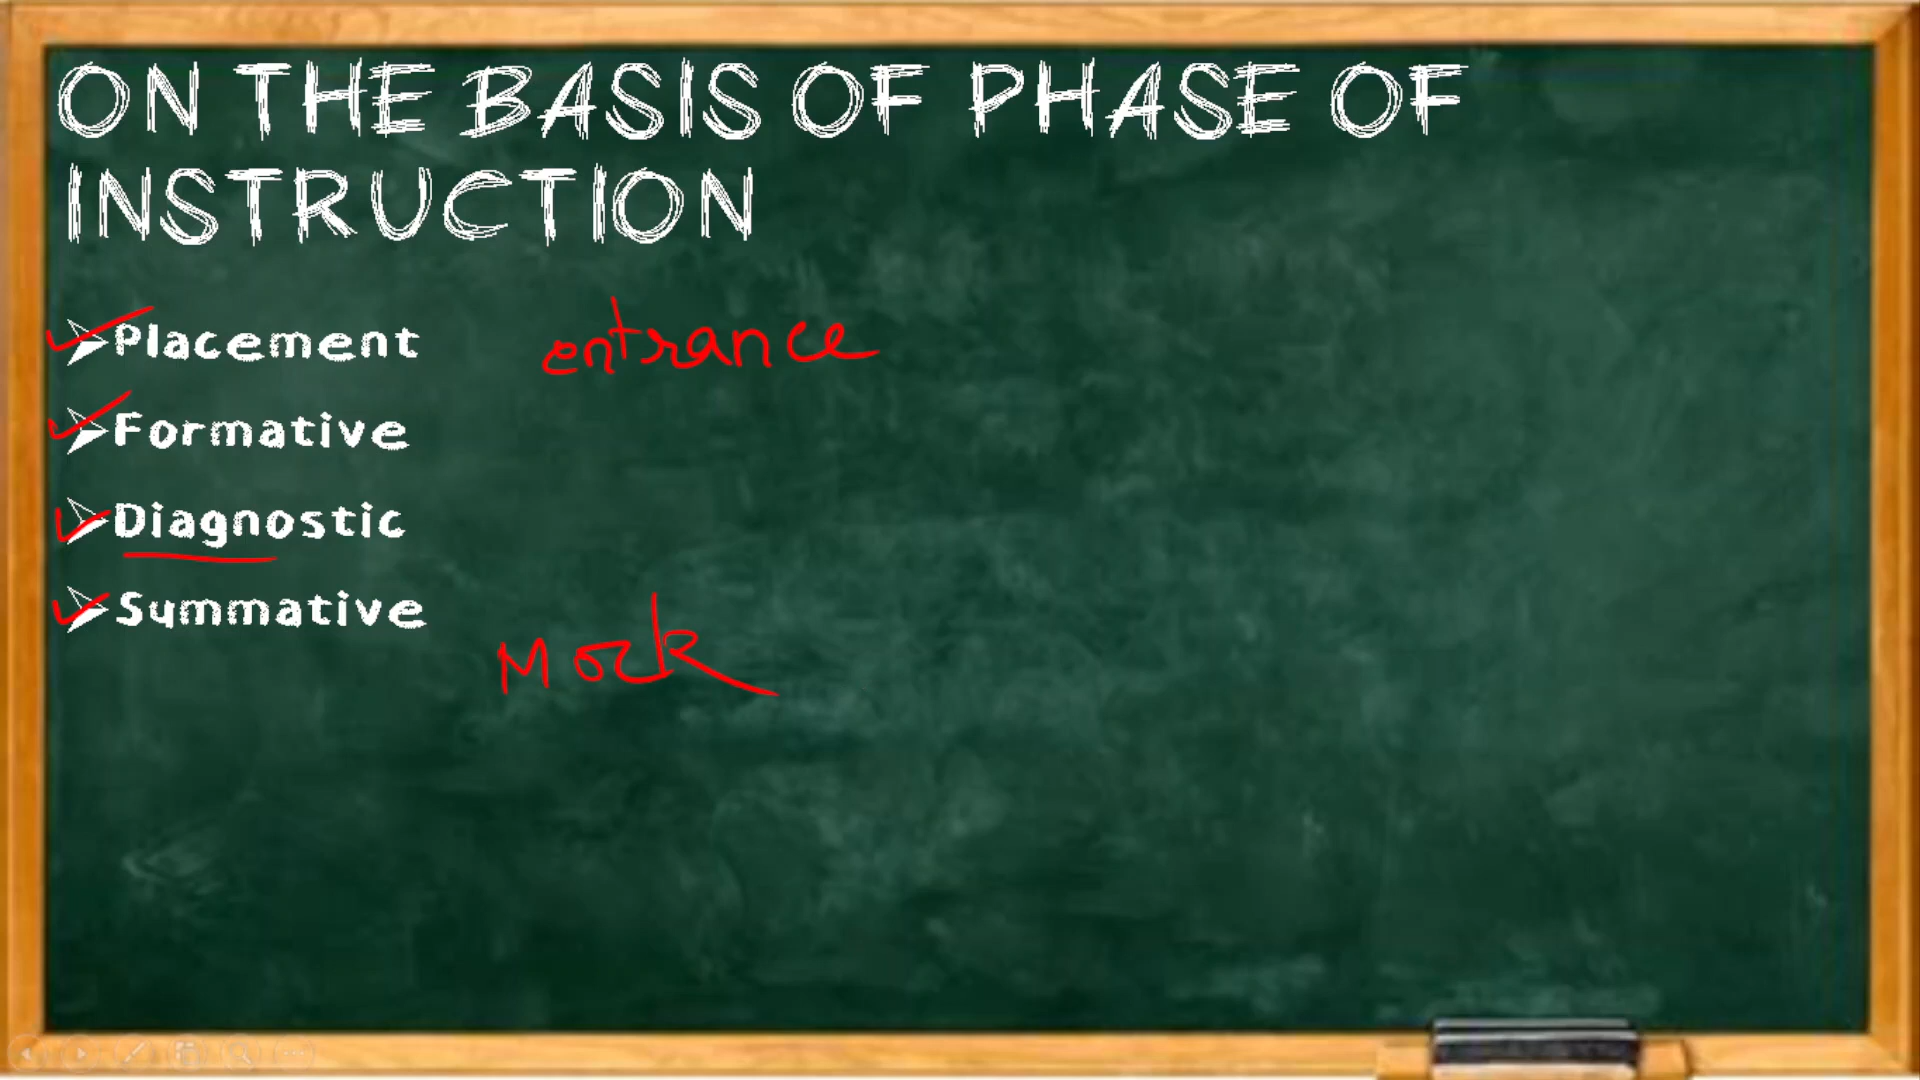 ON THE BASIS OF PHASE OF
INSTRUCTION
Placement entrance
Formative
Diagnostic
Summative
Mock